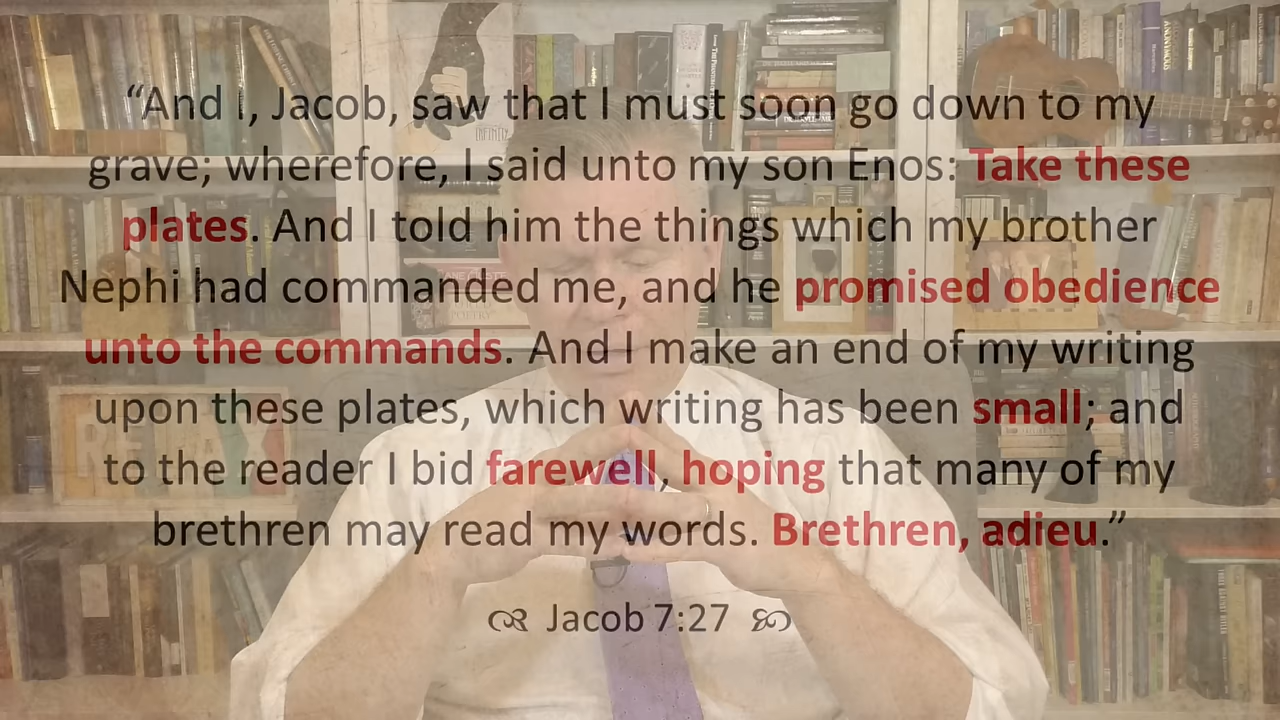 “And I, Jacob, saw that I must soon go down to my
grave; wherefore, I said unto my son Enos: Take these
plates. And I told him the things which my brother
Nephi had commanded me, and he promised obedience
unto the commands. And I make an end of my writing
upon these plates, which writing has been small; and
to the reader I bid farewell, hoping that many of my
brethren may read my words. Brethren, adieu.”
Jacob 7:27
INFINITY
POETRY